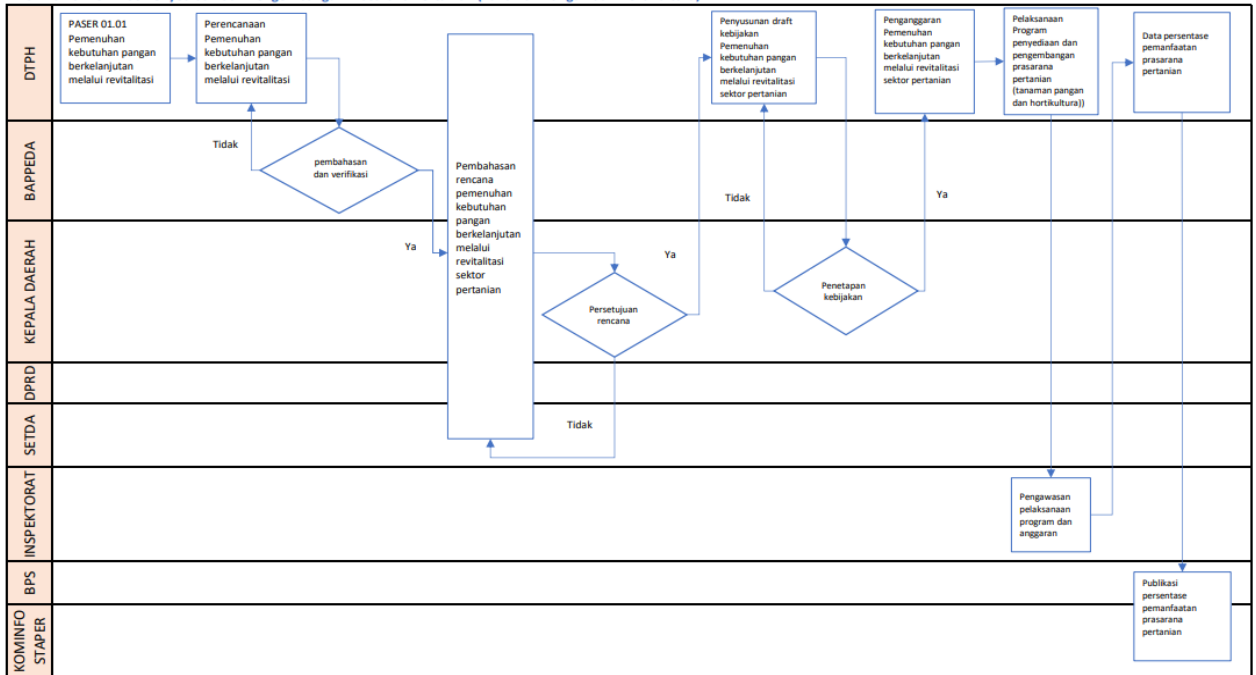 DTPH
PASER 01.01
Pemenuhan
kebutuhan pangan
berkelanjutan
melalui revitalitasi
Perencanaan
Pemenuhan
kebutuhan pangan
berkelanjutan
melalui revitalitasi
Penyusunan draft
kebijakan
Pemenuhan
kebutuhan pangan
berkelanjutan
melalui revitalitasi
sektor pertanian
Penganggaran
Pemenuhan
kebutuhan pangan
berkelanjutan
melalui revitalitasi
sektor pertanian
Pelaksanaan
Program
penyediaan dan
pengembangan
prasarana
pertanian
(tanaman pangan
dan hortikultura))
Data persentase
pemanfaatan
prasarana
pertanian
BAPPEDA
Tidak
pembahasan
dan verifikasi
Pembahasan
rencana
pemenuhan
kebutuhan
pangan
berkelanjutan
melalui
revitalitasi
sektor
pertanian
Tidak
Ya
KEPALA DAERAH
Ya
Ya
Persetujuan
rencana
Penetapan
kebijakan
DPRD
SETDA
Tidak
INSPEKTORAT
Pengawasan
pelaksanaan
program dan
anggaran
BPS
Publikasi
persentase
pemanfaatan
prasarana
pertanian
KOMINFO
STAPER